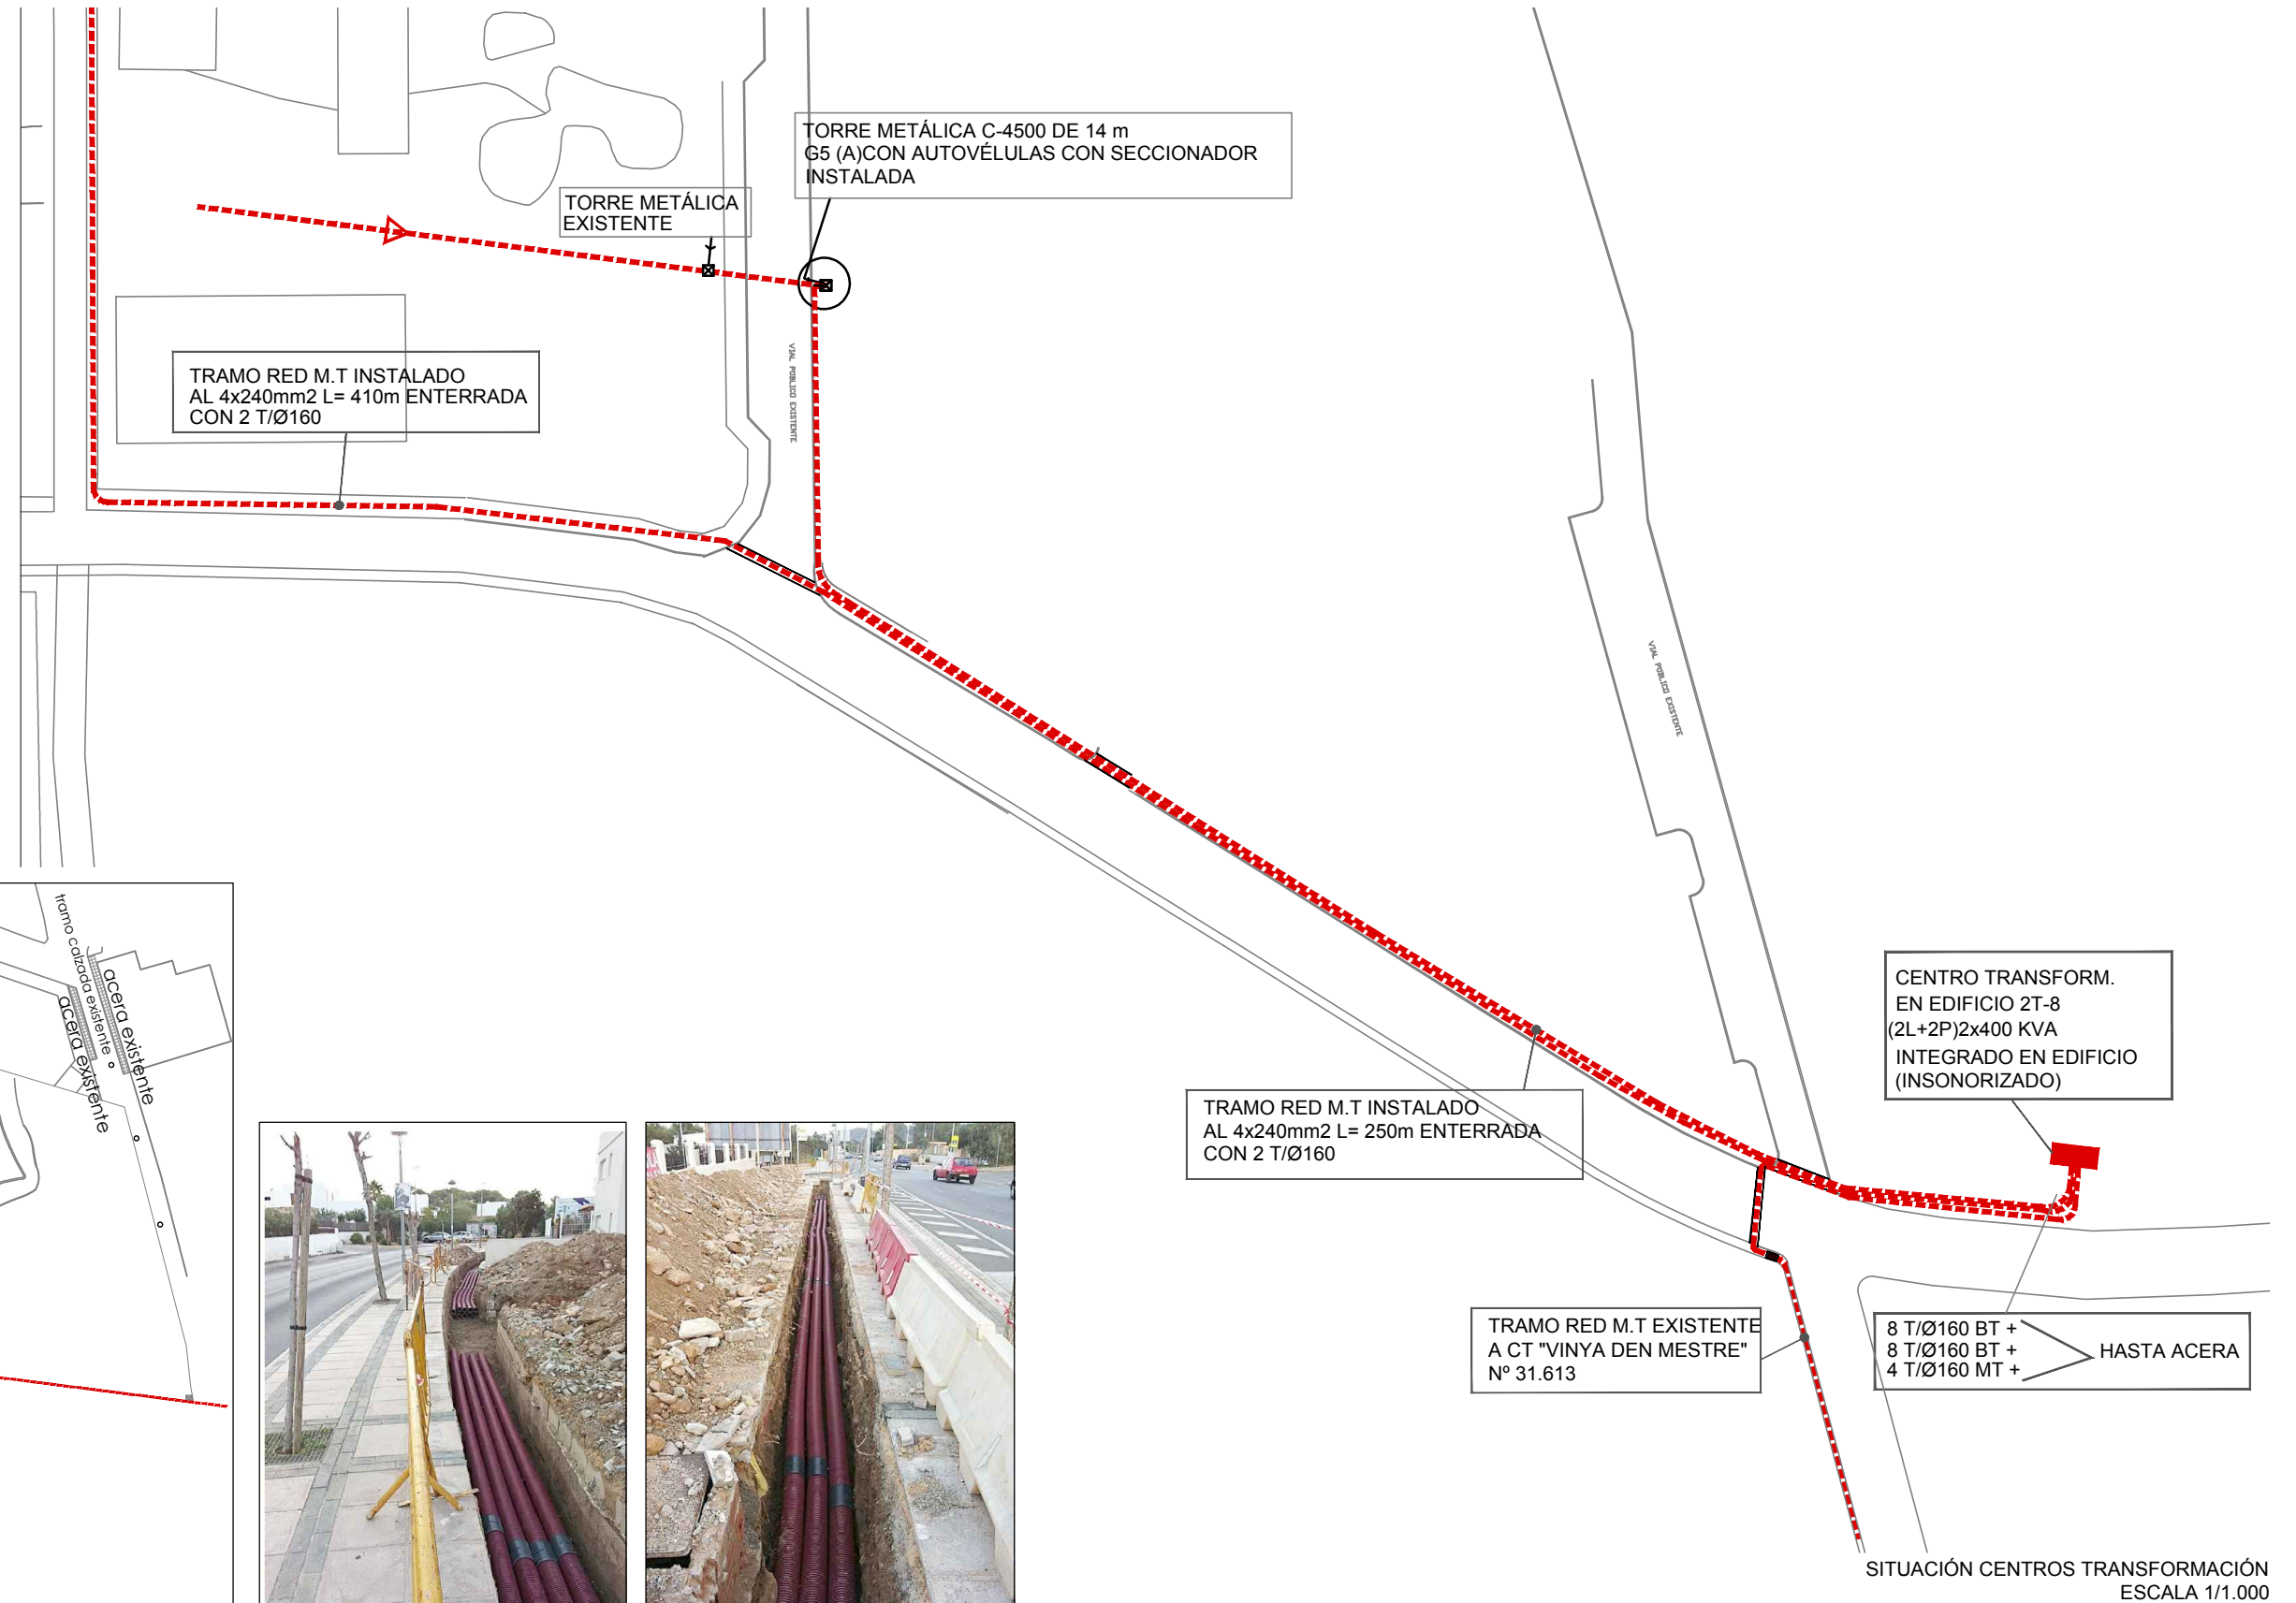 TORRE METÁLICA C-4500 DE 14 m
G5 (A)CON AUTOVÉLULAS CON SECCIONADOR
INSTALADA
TORRE METÁLICA
EXISTENTE
VIAL PUBLICO EXISTENTE
TRAMO RED M.T INSTALADO
AL 4x240mm2 L= 410m ENTERRADA
CON 2 T/Ø160
VIAL PUBLICO EXISTENTE
tramo calzada existente
acera existente
acera existente
CENTRO TRANSFORM.
EN EDIFICIO 2T-8
(2L+2P)2x400 KVA
INTEGRADO EN EDIFICIO
(INSONORIZADO)
TRAMO RED M.T INSTALADO
AL 4x240mm2 L= 250m ENTERRADA
CON 2 T/Ø160
TRAMO RED M.T EXISTENTE
A CT "VINYA DEN MESTRE"
Nº 31.613
8 T/Ø160 BT +
8 T/Ø160 BT +
4 T/Ø160 MT +
HASTA ACERA
SITUACIÓN CENTROS TRANSFORMACIÓN
ESCALA 1/1.000